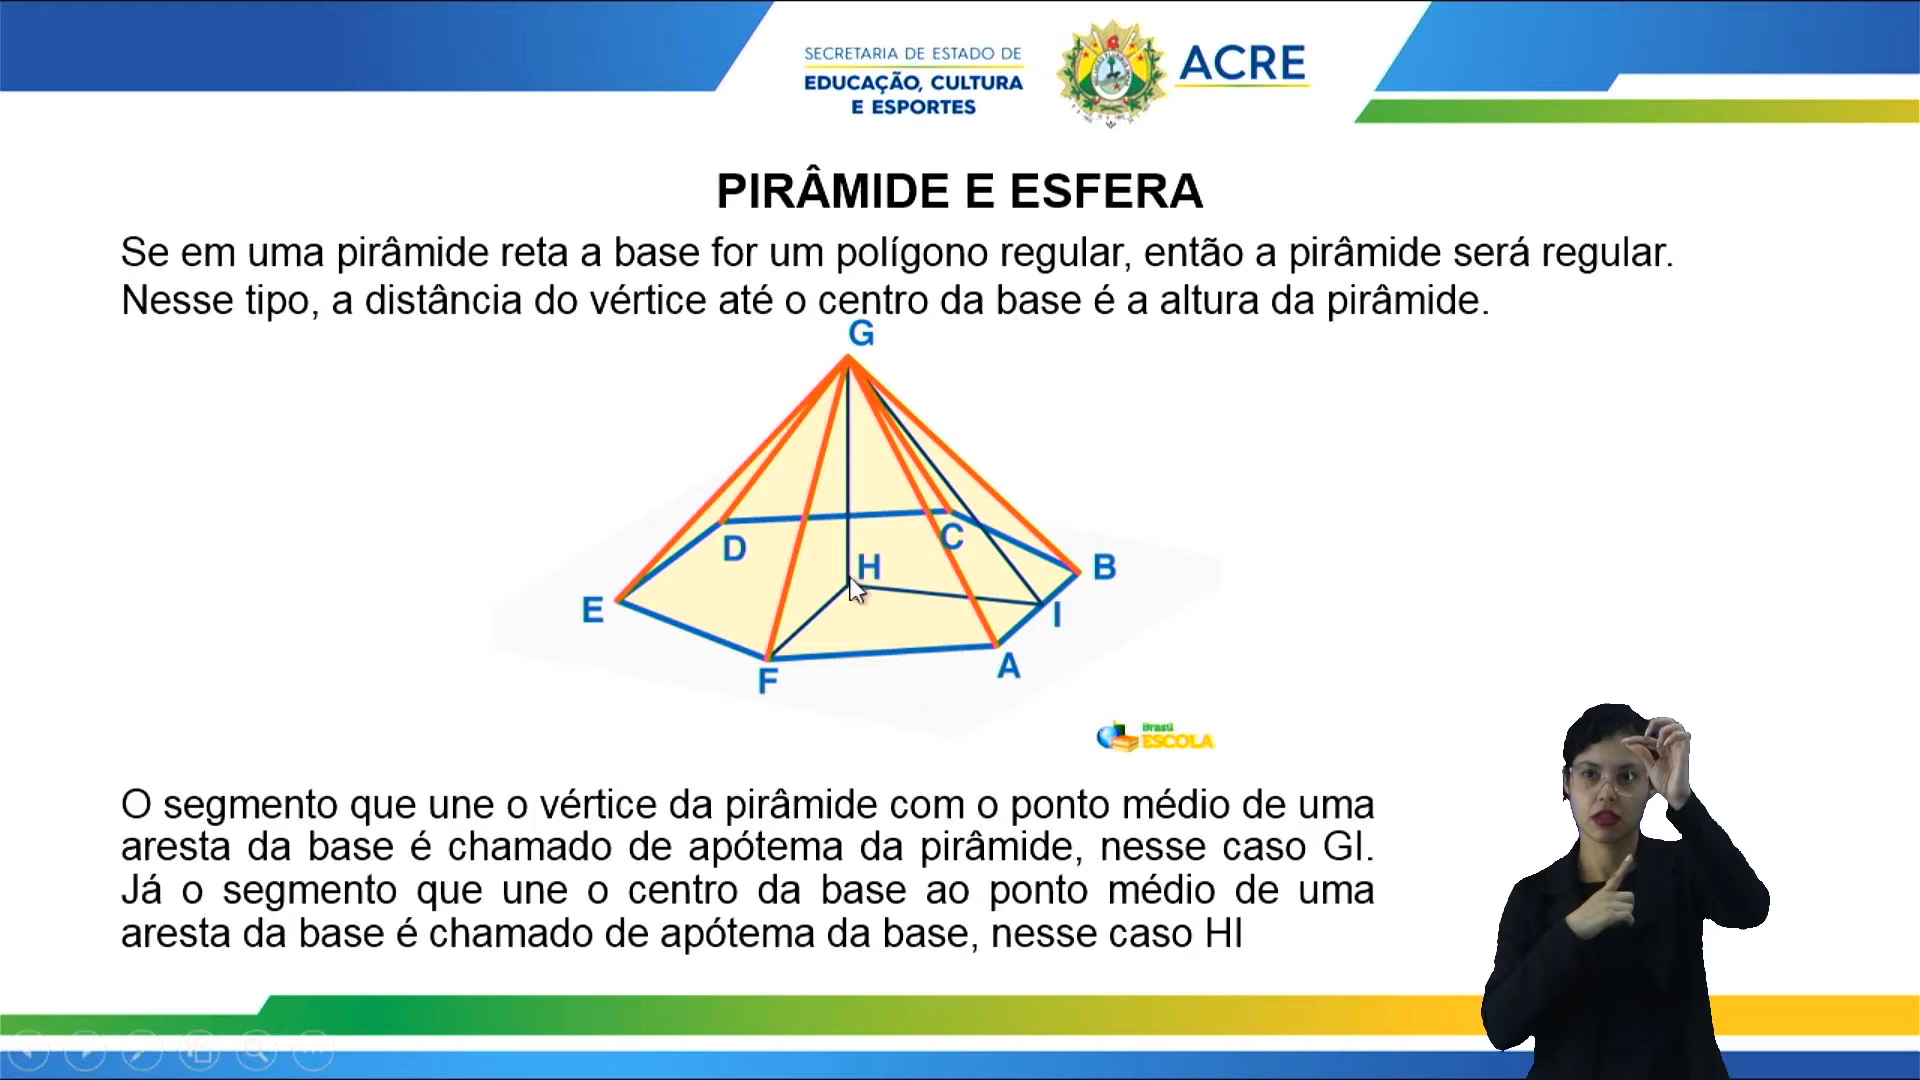 SECRETARIA DE ESTADO DE
EDUCAÇÃO, CULTURA
E ESPORTES
ACRE
PIRÂMIDE E ESFERA
Se em uma pirâmide reta a base for um polígono regular, então a pirâmide será regular.
Nesse tipo, a distância do vértice até o centro da base é a altura da pirâmide.
G
D
C
H
B
E
I
F
A
Brasil
ESCOLA
O segmento que une o vértice da pirâmide com o ponto médio de uma
aresta da base é chamado de apótema da pirâmide, nesse caso GI.
Já o segmento que une o centro da base ao ponto médio de uma
aresta da base é chamado de apótema da base, nesse caso HI